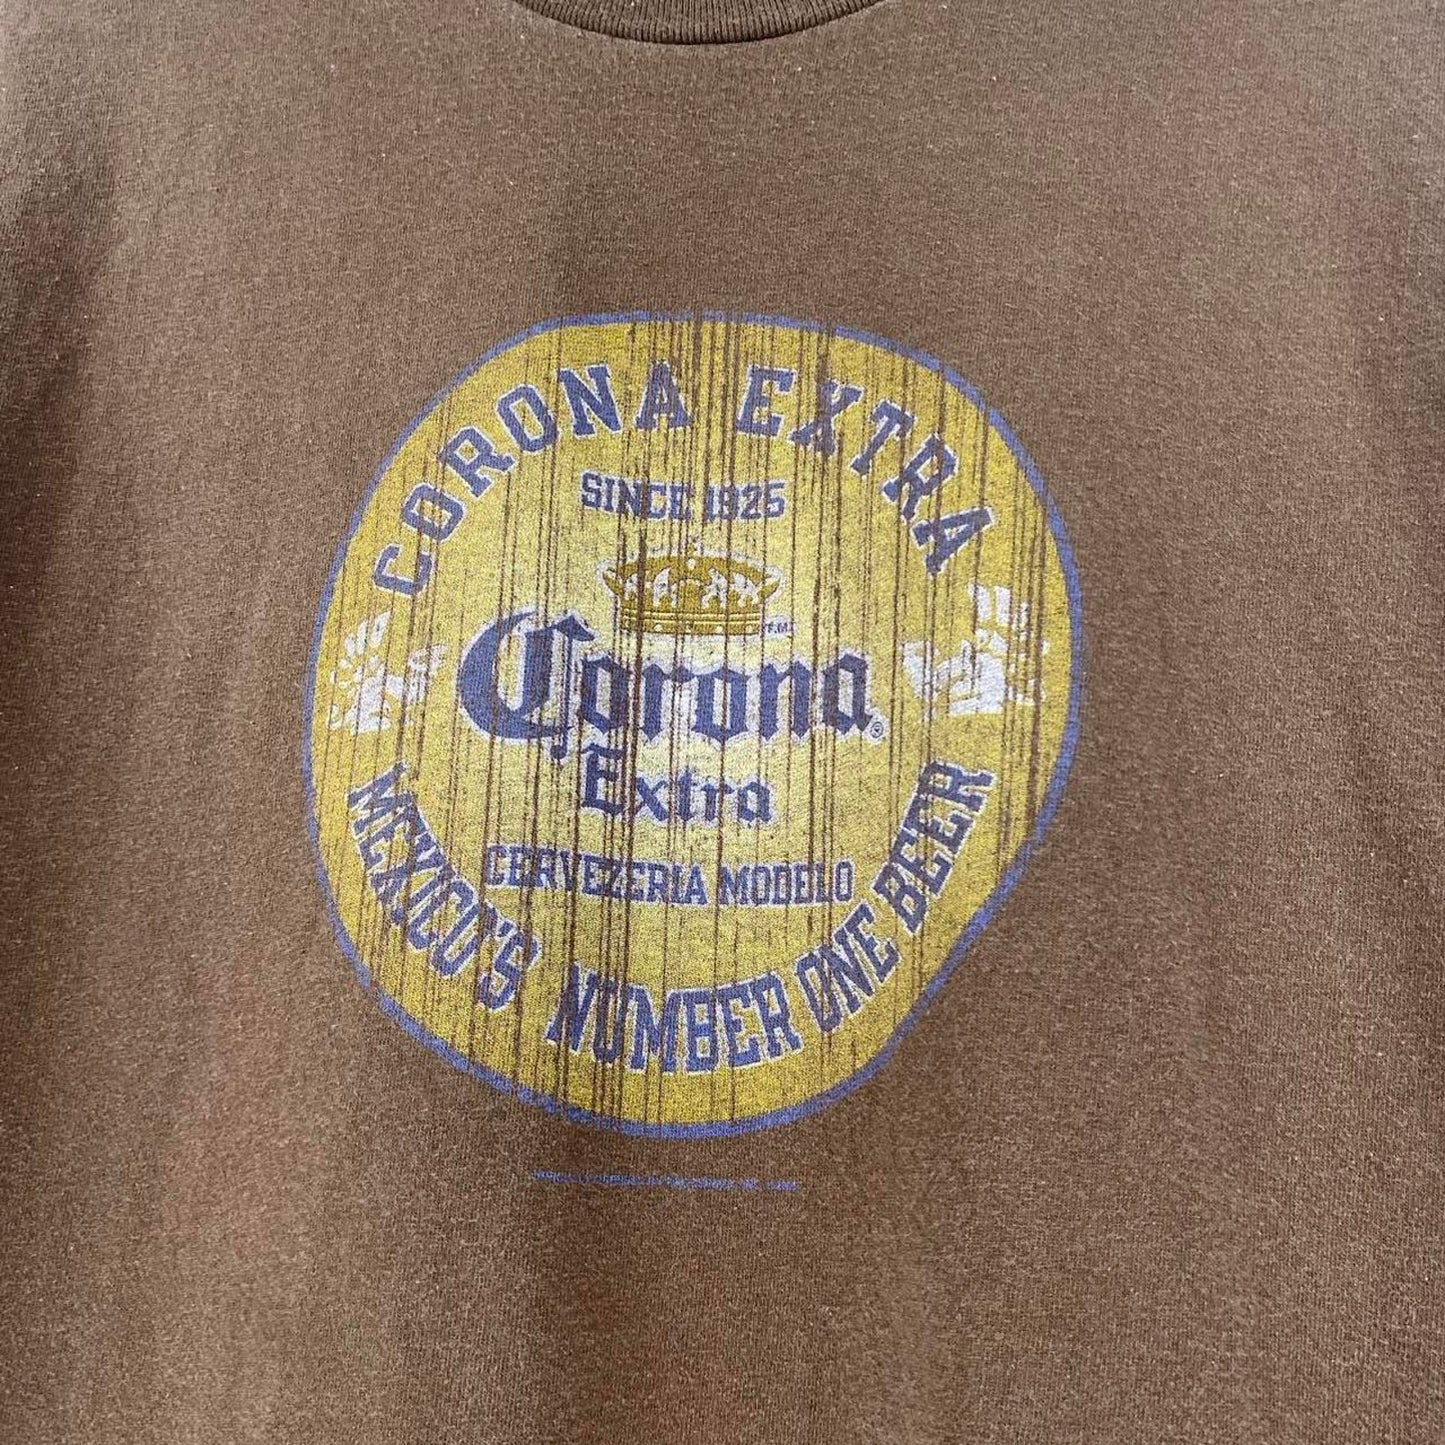 CORONA EXTRA
SINCE 1925
T.M.
Corona®
Extra
CERVEZERIA MODELO
MEXICO'S NUMBER ONE BEER